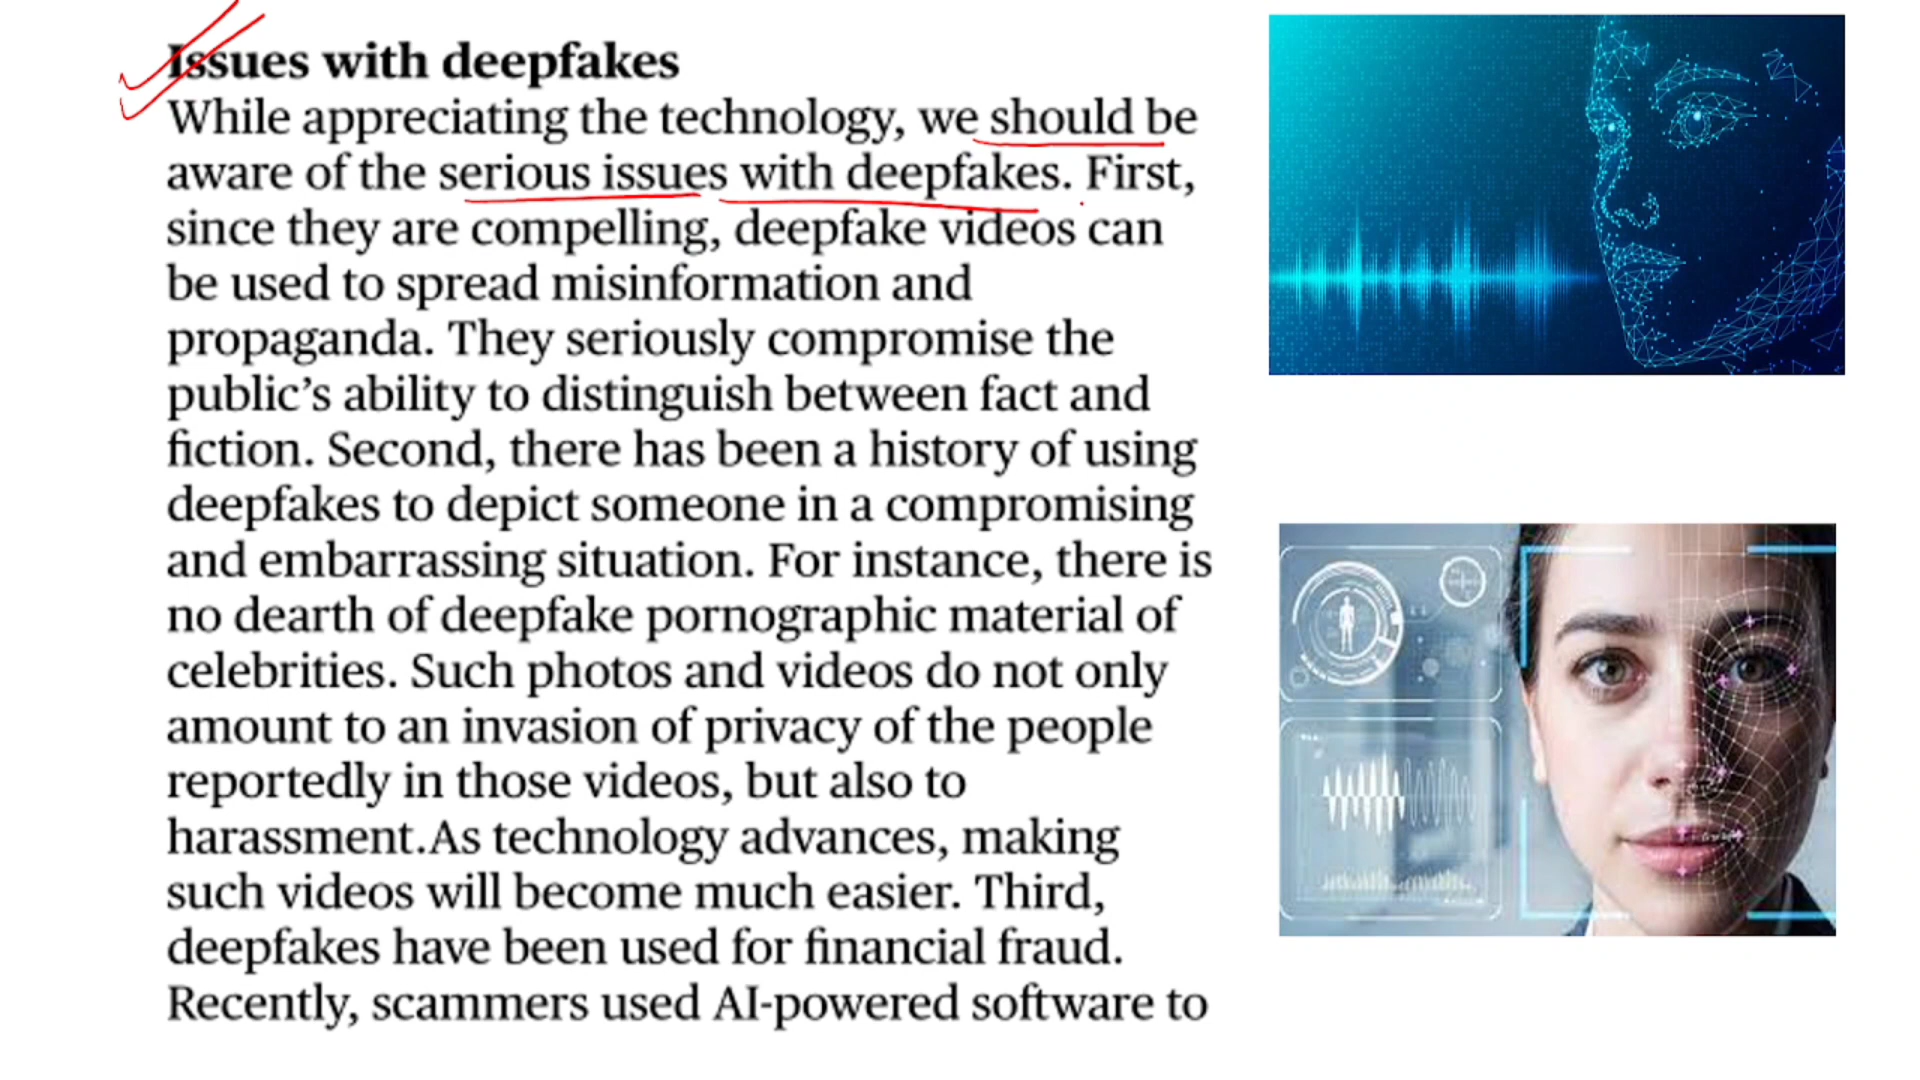 Issues with deepfakes
While appreciating the technology, we should be
aware of the serious issues with deepfakes. First,
since they are compelling, deepfake videos can
be used to spread misinformation and
propaganda. They seriously compromise the
public’s ability to distinguish between fact and
fiction. Second, there has been a history of using
deepfakes to depict someone in a compromising
and embarrassing situation. For instance, there is
no dearth of deepfake pornographic material of
celebrities. Such photos and videos do not only
amount to an invasion of privacy of the people
reportedly in those videos, but also to
harassment.As technology advances, making
such videos will become much easier. Third,
deepfakes have been used for financial fraud.
Recently, scammers used AI-powered software to